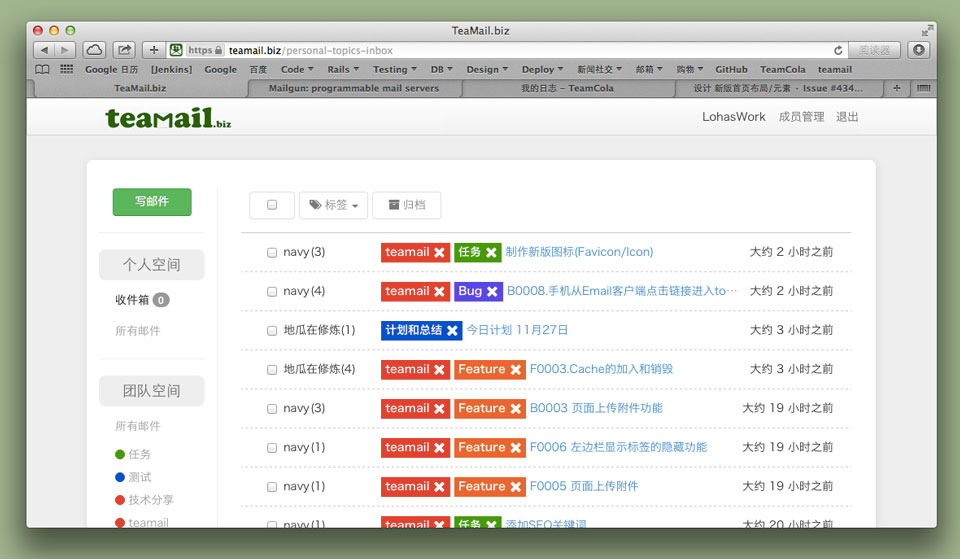 TeaMail.biz
https teamail.biz/personal-topics-inbox 阅读器
Google 日历 [Jenkins] Google 百度 Code Rails Testing DB Design Deploy 新闻社交 邮箱 购物 GitHub TeamCola teamail
TeaMail.biz Mailgun: programmable mail servers 我的日志 - TeamCola 设计 新版首页布局/元素 · Issue #434...
teamail.biz LohasWork 成员管理 退出
写邮件
标签 归档
个人空间
收件箱 0
所有邮件
团队空间
所有邮件
任务
测试
技术分享
teamail
navy(3) teamail 任务 制作新版图标(Favicon/Icon) 大约 2 小时之前
navy(4) teamail Bug B0008.手机从Email客户端点击链接进入to… 大约 2 小时之前
地瓜在修炼(1) 计划和总结 今日计划 11月27日 大约 3 小时之前
地瓜在修炼(4) teamail Feature F0003.Cache的加入和销毁 大约 3 小时之前
navy(3) teamail Feature B0003 页面上传附件功能 大约 19 小时之前
navy(1) teamail Feature F0006 左边栏显示标签的隐藏功能 大约 19 小时之前
navy(1) teamail Feature F0005 页面上传附件 大约 19 小时之前
navy(1) teamail 任务 添加SEO关键词 大约 20 小时之前